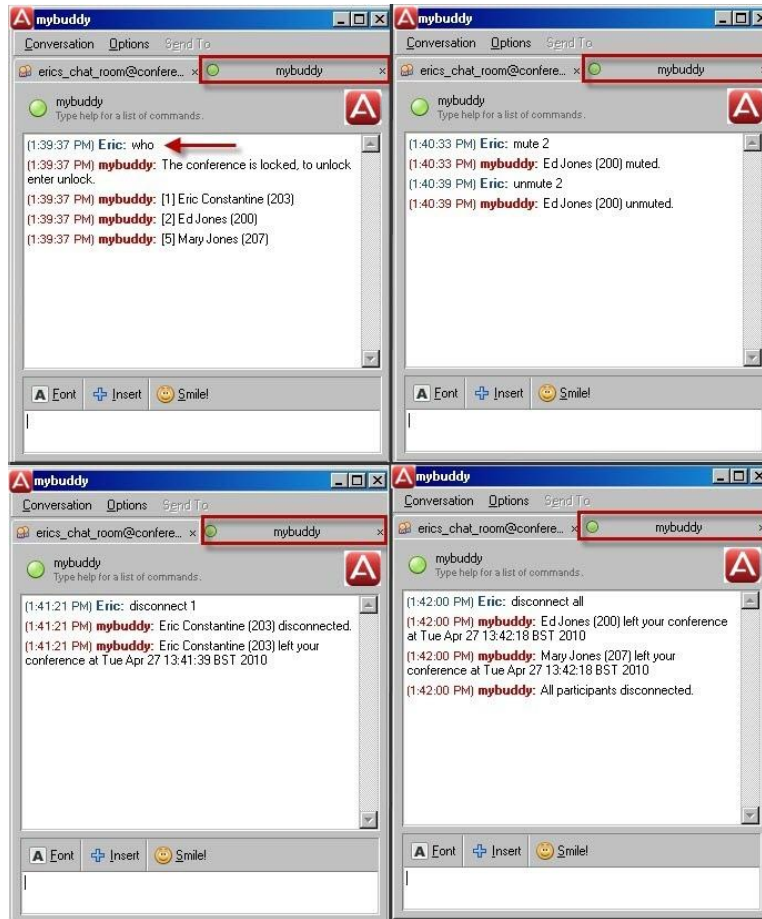 mybuddy
Conversation Options Send To
erics_chat_room@confere... × mybuddy ×
mybuddy
Type help for a list of commands.
(1:39:37 PM) Eric: who
(1:39:37 PM) mybuddy: The conference is locked, to unlock
enter unlock.
(1:39:37 PM) mybuddy: [1] Eric Constantine (203)
(1:39:37 PM) mybuddy: [2] Ed Jones (200)
(1:39:37 PM) mybuddy: [5] Mary Jones (207)
A Font Insert Smile!
mybuddy
Conversation Options Send To
erics_chat_room@confere... × mybuddy
mybuddy
Type help for a list of commands.
(1:40:33 PM) Eric: mute 2
(1:40:33 PM) mybuddy: Ed Jones (200) muted.
(1:40:39 PM) Eric: unmute 2
(1:40:39 PM) mybuddy: Ed Jones (200) unmuted.
A Font Insert Smile!
mybuddy
Conversation Options Send To
erics_chat_room@confere... × mybuddy ×
mybuddy
Type help for a list of commands.
(1:41:21 PM) Eric: disconnect 1
(1:41:21 PM) mybuddy: Eric Constantine (203) disconnected.
(1:41:21 PM) mybuddy: Eric Constantine (203) left your
conference at Tue Apr 27 13:41:39 BST 2010
A Font Insert Smile!
mybuddy
Conversation Options Send To
erics_chat_room@confere... × mybuddy
mybuddy
Type help for a list of commands.
(1:42:00 PM) Eric: disconnect all
(1:42:00 PM) mybuddy: Ed Jones (200) left your conference
at Tue Apr 27 13:42:18 BST 2010
(1:42:00 PM) mybuddy: Mary Jones (207) left your
conference at Tue Apr 27 13:42:18 BST 2010
(1:42:00 PM) mybuddy: All participants disconnected.
A Font Insert Smile!